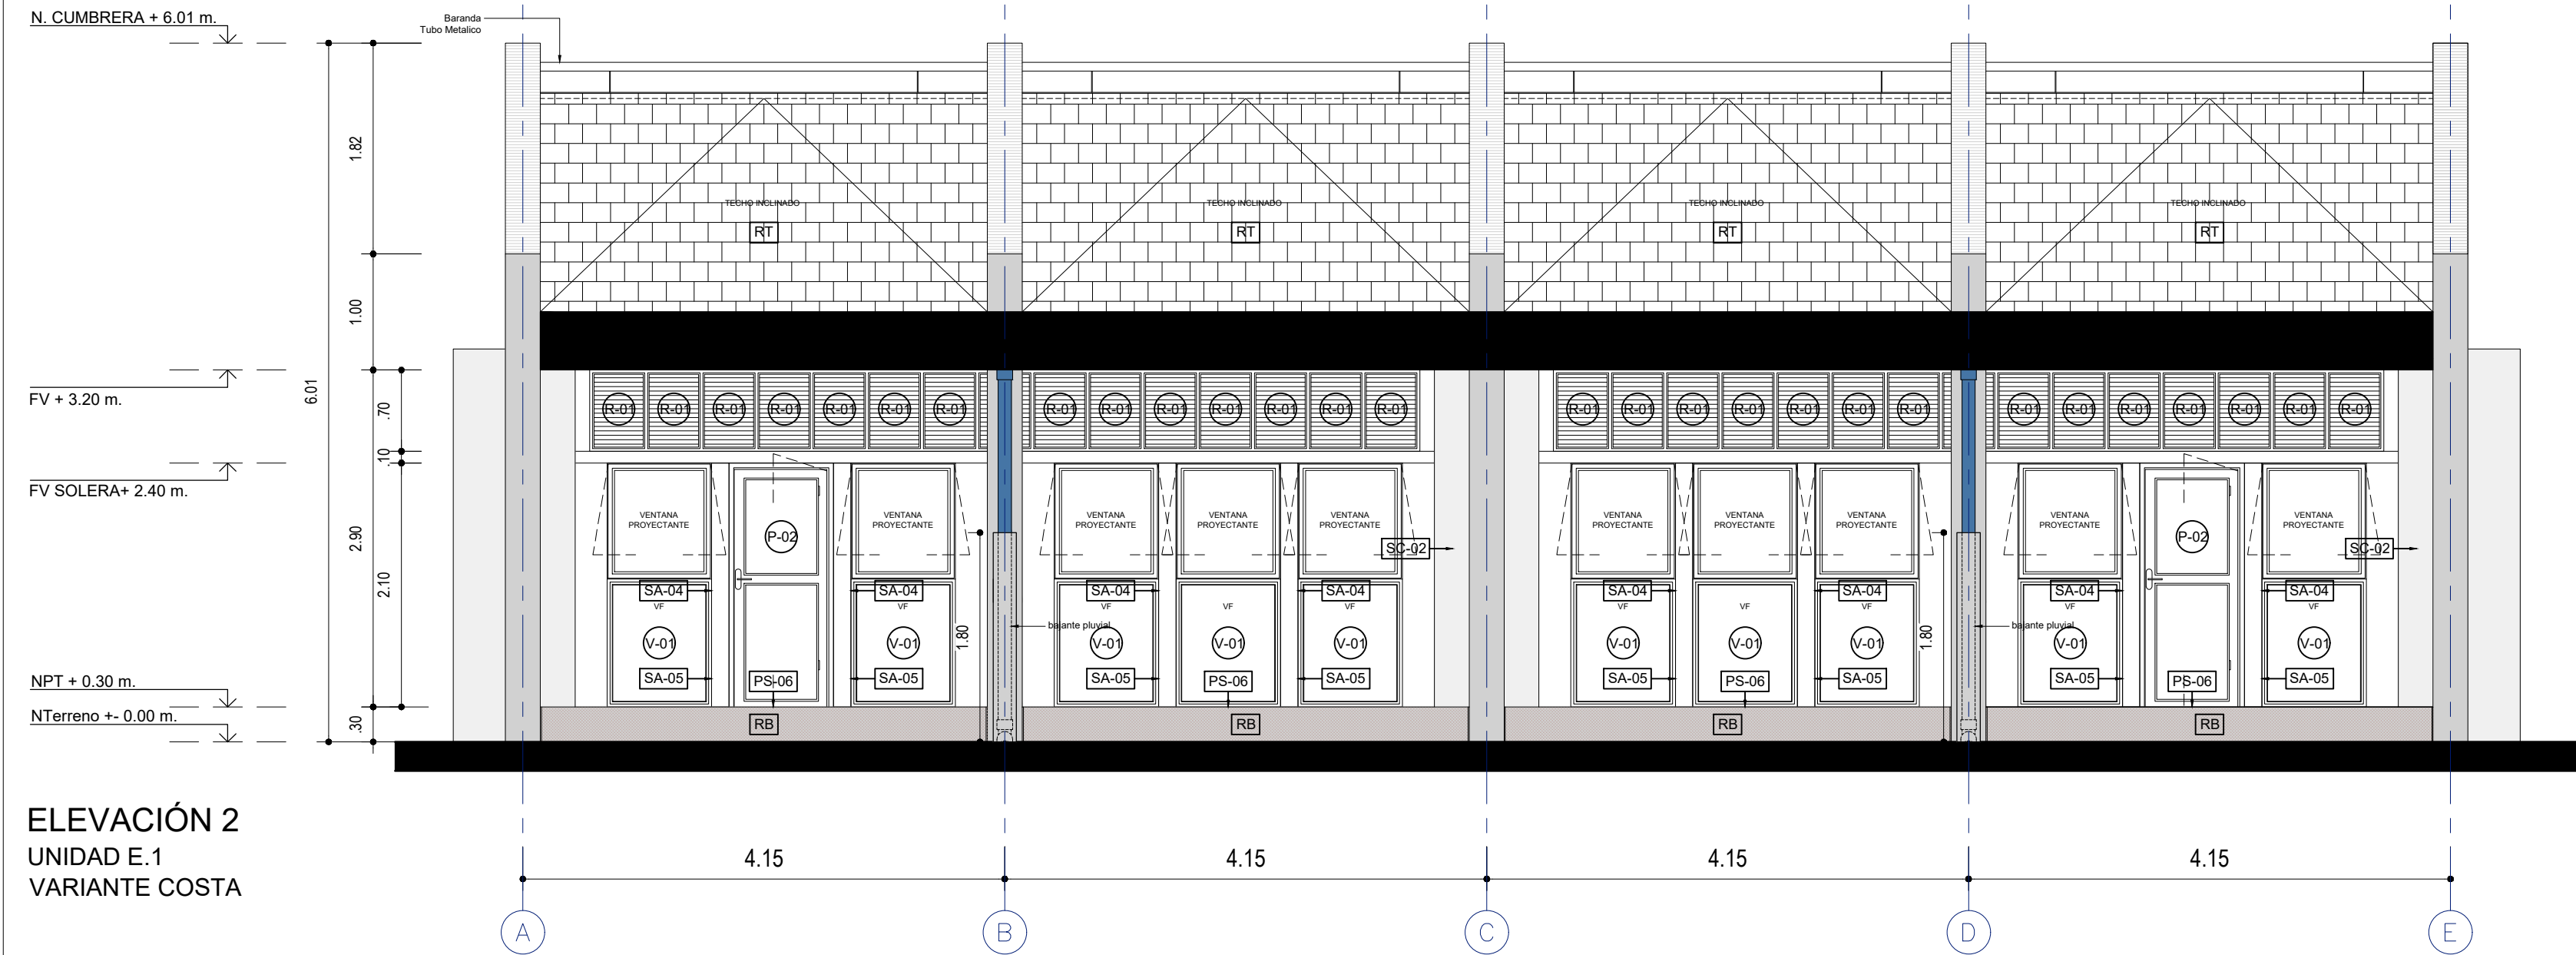 N. CUMBRERA + 6.01 m.
Baranda
Tubo Metalico
1.82
1.00
6.01
TECHO INCLINADO
RT
TECHO INCLINADO
RT
TECHO INCLINADO
RT
TECHO INCLINADO
RT
FV + 3.20 m.
.70
.10
R-01 R-01 R-01 R-01 R-01 R-01 R-01 R-01 R-01 R-01 R-01 R-01 R-01 R-01 R-01 R-01 R-01 R-01 R-01 R-01 R-01 R-01 R-01 R-01 R-01 R-01 R-01 R-01
FV SOLERA+ 2.40 m.
2.90
2.10
VENTANA
PROYECTANTE
P-02
VENTANA
PROYECTANTE
VENTANA
PROYECTANTE
VENTANA
PROYECTANTE
VENTANA
PROYECTANTE
SC-02
VENTANA
PROYECTANTE
VENTANA
PROYECTANTE
VENTANA
PROYECTANTE
VENTANA
PROYECTANTE
P-02
VENTANA
PROYECTANTE
SC-02
SA-04 SA-04 SA-04 SA-04 SA-04 SA-04 SA-04 SA-04
VF VF VF VF VF VF VF VF VF VF
1.80
bajante pluvial
1.80
bajante pluvial
V-01 V-01 V-01 V-01 V-01 V-01 V-01 V-01 V-01 V-01
SA-05 PS-06 SA-05 SA-05 PS-06 SA-05 SA-05 PS-06 SA-05 SA-05 PS-06 SA-05
NPT + 0.30 m.
NTerreno +- 0.00 m.
.30
RB RB RB RB
ELEVACIÓN 2
UNIDAD E.1
VARIANTE COSTA
4.15 4.15 4.15 4.15
A B C D E